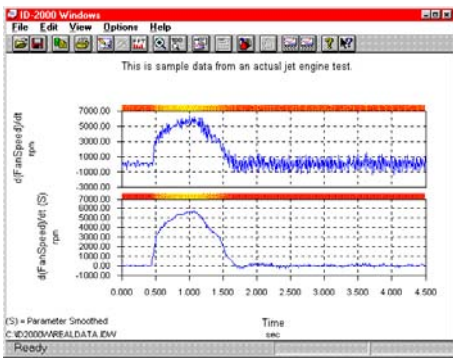 ID-2000 Windows
File Edit View Options Help
This is sample data from an actual jet engine test.
d(FanSpeed)/dt
rpm
7000.00
5000.00
3000.00
1000.00
-1000.00
-3000.00
d(FanSpeed)/dt (S)
rpm
7000.00
6000.00
5000.00
4000.00
3000.00
2000.00
1000.00
0.00
-1000.00
0.000 0.500 1.000 1.500 2.000 2.500 3.000 3.500 4.000 4.500
(S) = Parameter Smoothed
Time
sec
C:\ID2000\REALDATA.IDW
Ready